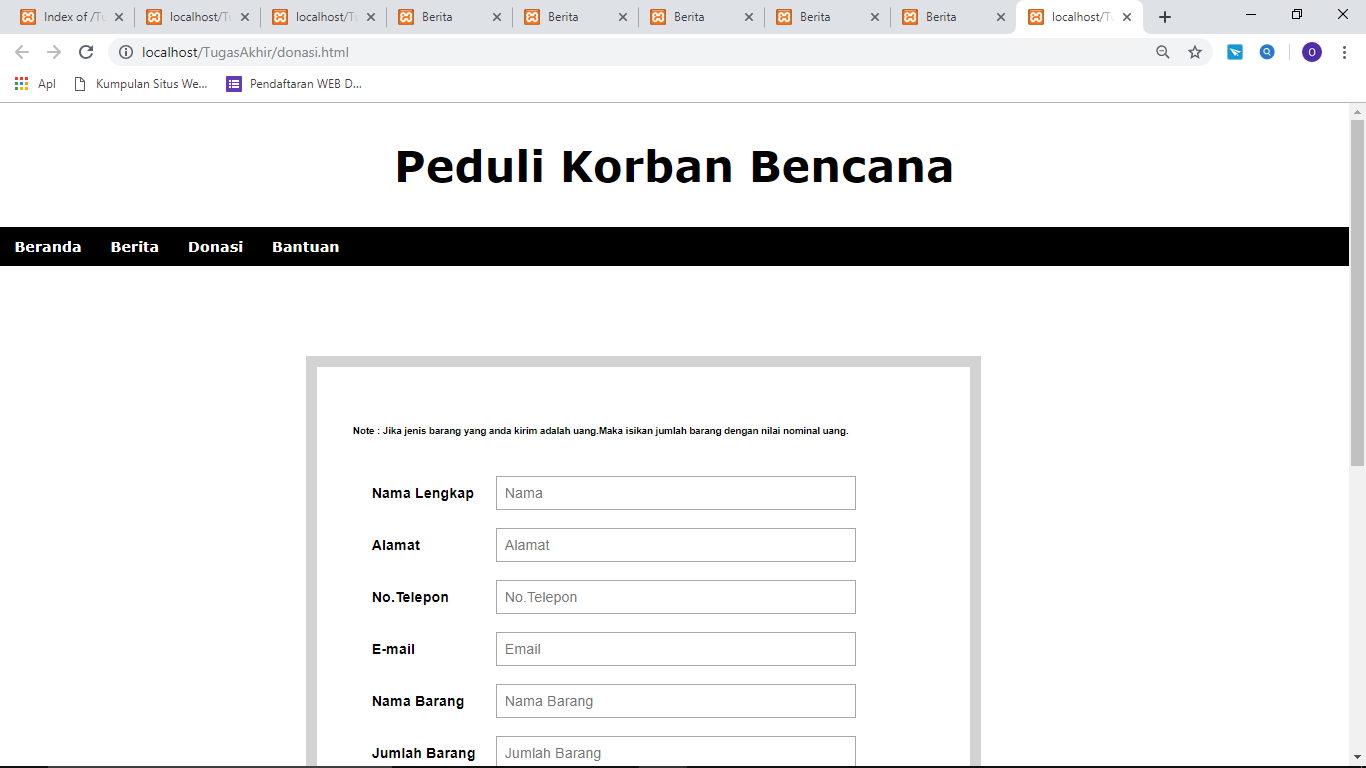 Index of /Tu localhost/Tu localhost/Tu Berita Berita Berita Berita Berita localhost/Tu
localhost/TugasAkhir/donasi.html
O
Apl Kumpulan Situs We... Pendaftaran WEB D...
Peduli Korban Bencana
Beranda Berita Donasi Bantuan
Note : Jika jenis barang yang anda kirim adalah uang.Maka isikan jumlah barang dengan nilai nominal uang.
Nama Lengkap Nama
Alamat Alamat
No.Telepon No.Telepon
E-mail Email
Nama Barang Nama Barang
Jumlah Barang Jumlah Barang